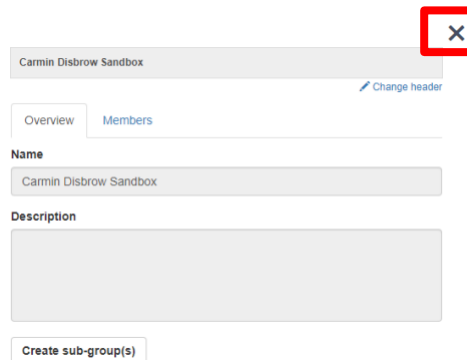 Carmin Disbrow Sandbox
Change header
Overview Members
Name
Carmin Disbrow Sandbox
Description
Create sub-group(s)